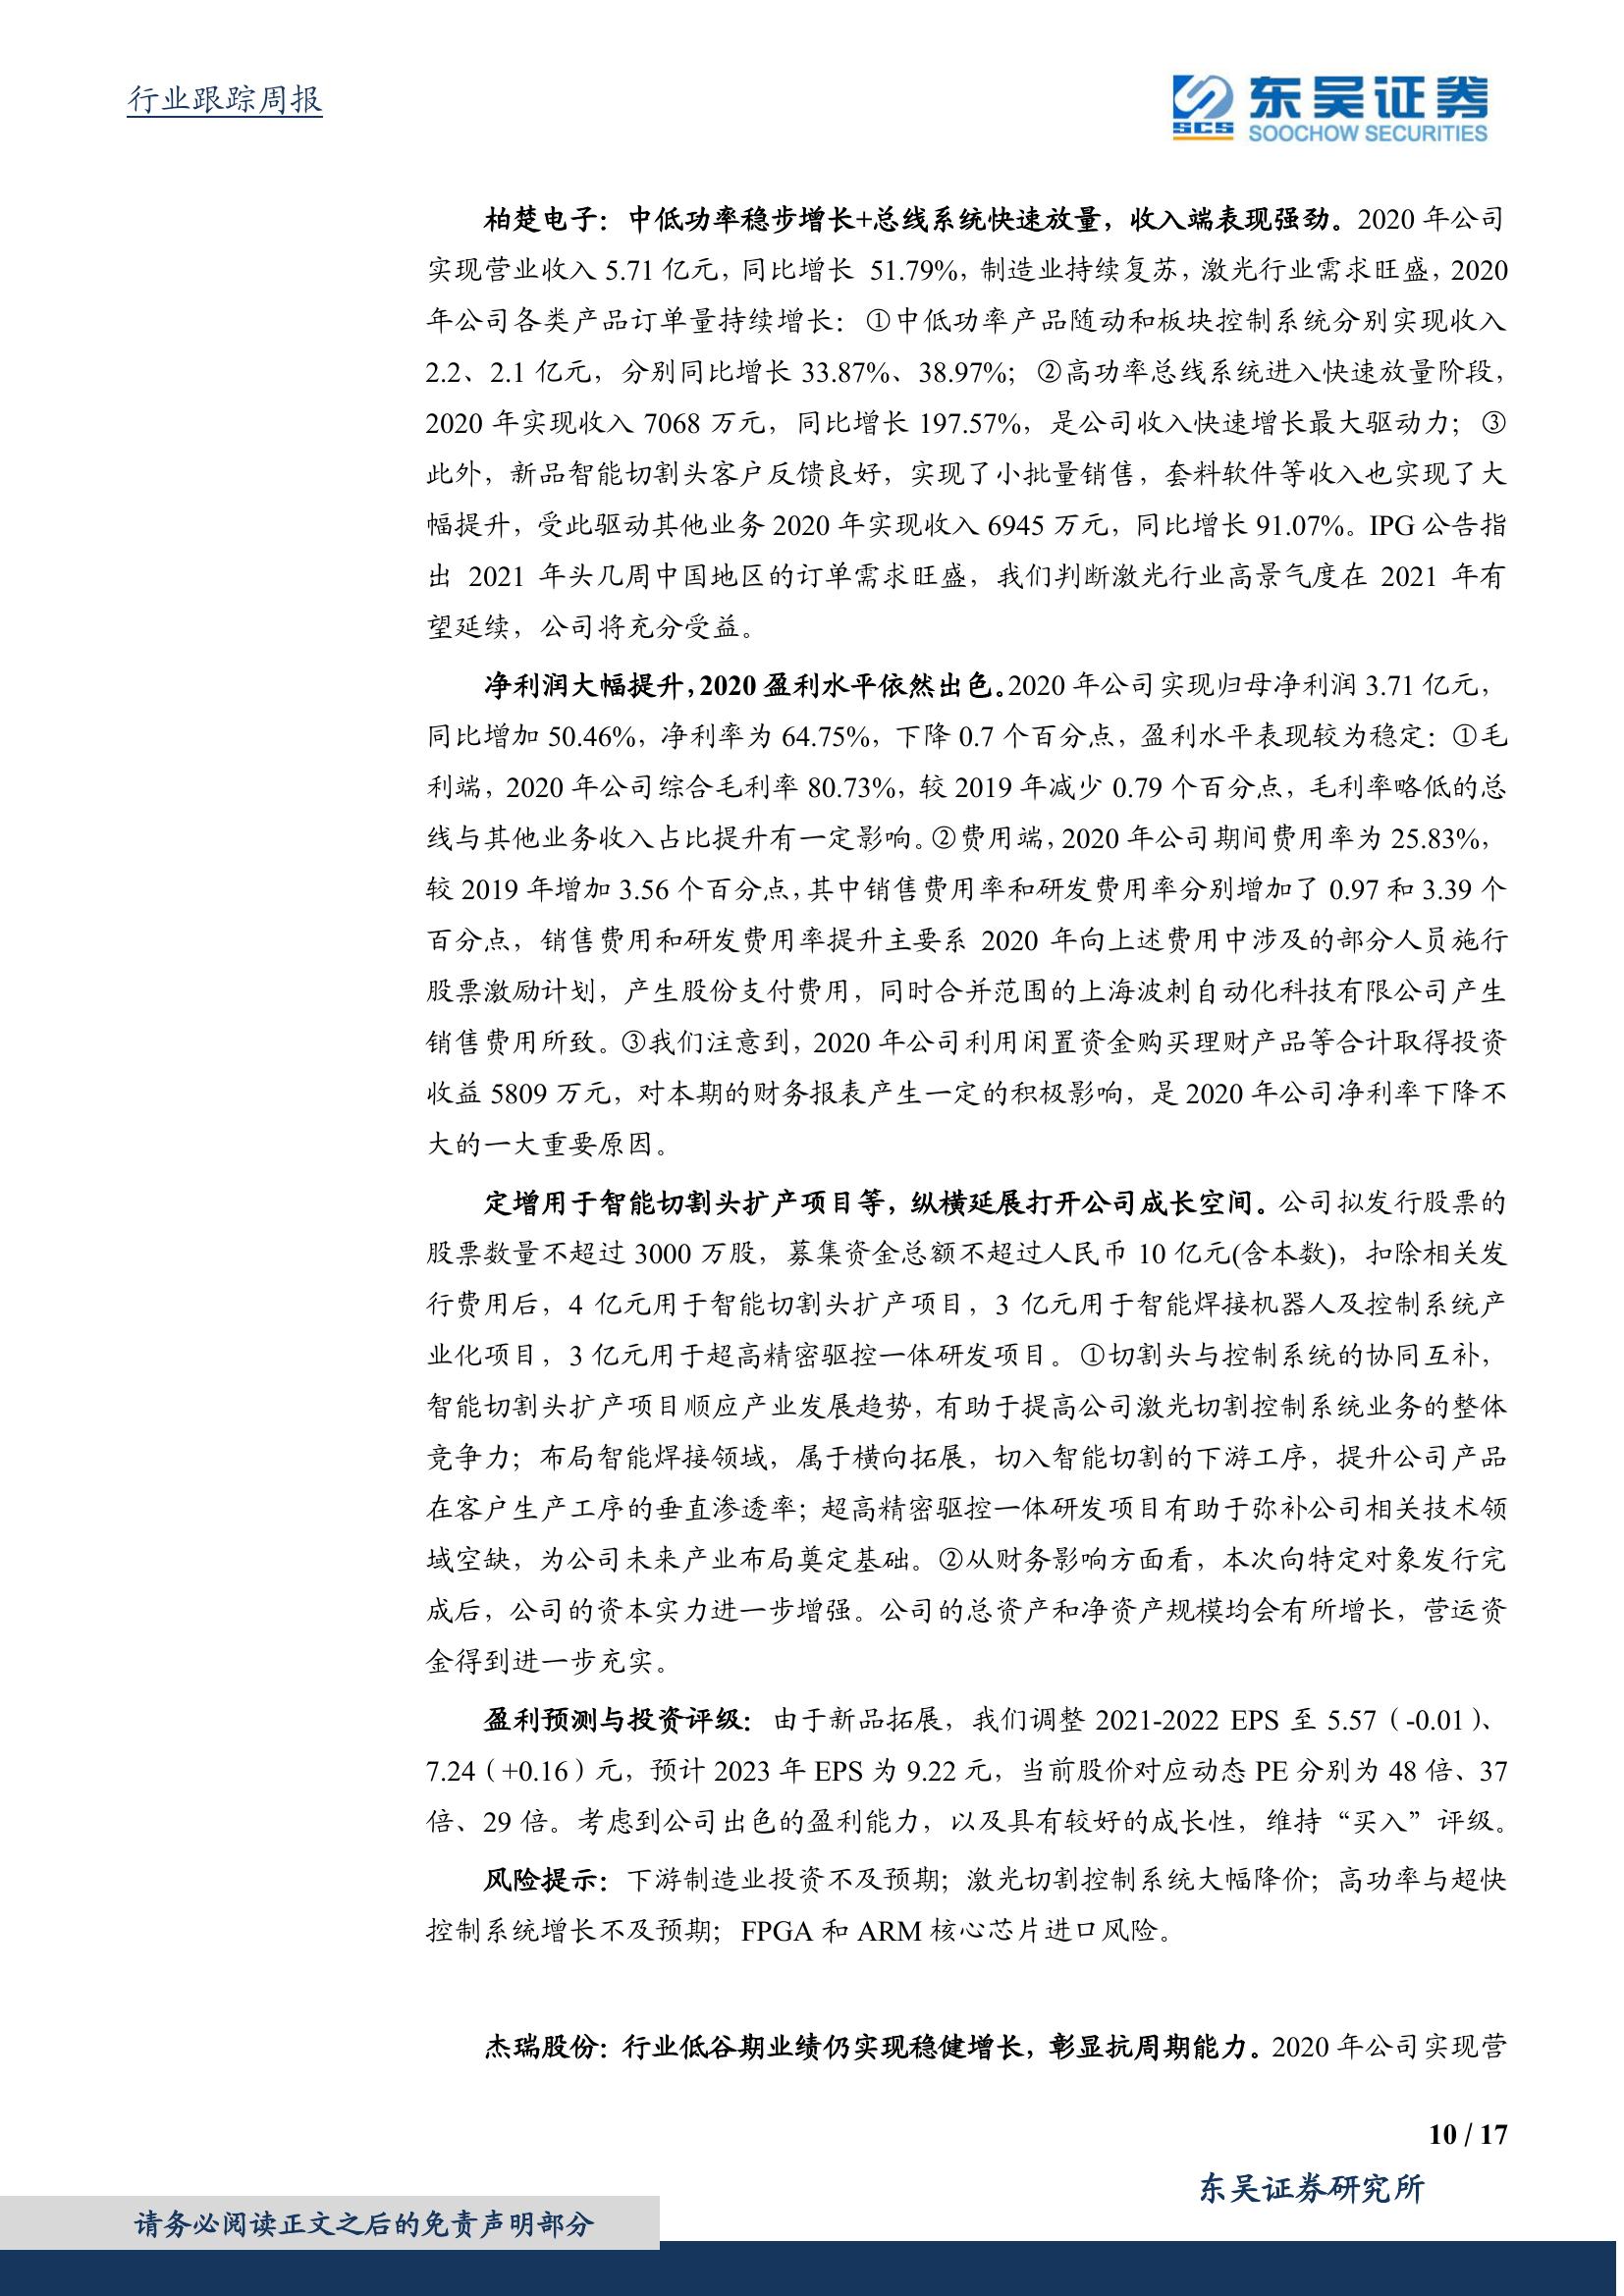 行业跟踪周报
东吴证券
SCS
SOOCHOW SECURITIES
柏楚电子：中低功率稳步增长+总线系统快速放量，收入端表现强劲。2020 年公司
实现营业收入 5.71 亿元，同比增长 51.79%，制造业持续复苏，激光行业需求旺盛，2020
年公司各类产品订单量持续增长：①中低功率产品随动和板块控制系统分别实现收入
2.2、2.1 亿元，分别同比增长 33.87%、38.97%；②高功率总线系统进入快速放量阶段，
2020 年实现收入 7068 万元，同比增长 197.57%，是公司收入快速增长最大驱动力；③
此外，新品智能切割头客户反馈良好，实现了小批量销售，套料软件等收入也实现了大
幅提升，受此驱动其他业务 2020 年实现收入 6945 万元，同比增长 91.07%。IPG 公告指
出 2021 年头几周中国地区的订单需求旺盛，我们判断激光行业高景气度在 2021 年有
望延续，公司将充分受益。
净利润大幅提升，2020 盈利水平依然出色。2020 年公司实现归母净利润 3.71 亿元，
同比增加 50.46%，净利率为 64.75%，下降 0.7 个百分点，盈利水平表现较为稳定：①毛
利端，2020 年公司综合毛利率 80.73%，较 2019 年减少 0.79 个百分点，毛利率略低的总
线与其他业务收入占比提升有一定影响。②费用端，2020 年公司期间费用率为 25.83%，
较 2019 年增加 3.56 个百分点，其中销售费用率和研发费用率分别增加了 0.97 和 3.39 个
百分点，销售费用和研发费用率提升主要系 2020 年向上述费用中涉及的部分人员施行
股票激励计划，产生股份支付费用，同时合并范围的上海波刺自动化科技有限公司产生
销售费用所致。③我们注意到，2020 年公司利用闲置资金购买理财产品等合计取得投资
收益 5809 万元，对本期的财务报表产生一定的积极影响，是 2020 年公司净利率下降不
大的一大重要原因。
定增用于智能切割头扩产项目等，纵横延展打开公司成长空间。公司拟发行股票的
股票数量不超过 3000 万股，募集资金总额不超过人民币 10 亿元(含本数)，扣除相关发
行费用后，4 亿元用于智能切割头扩产项目，3 亿元用于智能焊接机器人及控制系统产
业化项目，3 亿元用于超高精密驱控一体研发项目。①切割头与控制系统的协同互补，
智能切割头扩产项目顺应产业发展趋势，有助于提高公司激光切割控制系统业务的整体
竞争力；布局智能焊接领域，属于横向拓展，切入智能切割的下游工序，提升公司产品
在客户生产工序的垂直渗透率；超高精密驱控一体研发项目有助于弥补公司相关技术领
域空缺，为公司未来产业布局奠定基础。②从财务影响方面看，本次向特定对象发行完
成后，公司的资本实力进一步增强。公司的总资产和净资产规模均会有所增长，营运资
金得到进一步充实。
盈利预测与投资评级：由于新品拓展，我们调整 2021-2022 EPS 至 5.57（-0.01）、
7.24（+0.16）元，预计 2023 年 EPS 为 9.22 元，当前股价对应动态 PE 分别为 48 倍、37
倍、29 倍。考虑到公司出色的盈利能力，以及具有较好的成长性，维持“买入”评级。
风险提示：下游制造业投资不及预期；激光切割控制系统大幅降价；高功率与超快
控制系统增长不及预期；FPGA 和 ARM 核心芯片进口风险。
杰瑞股份：行业低谷期业绩仍实现稳健增长，彰显抗周期能力。2020 年公司实现营
10 / 17
东吴证券研究所
请务必阅读正文之后的免责声明部分